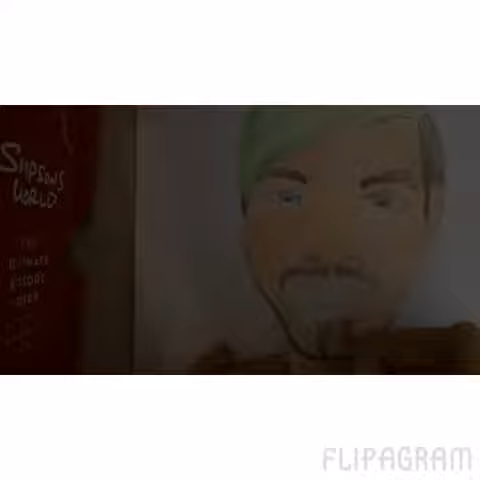 SIMPSONS
WORLD
THE
ULTIMATE
EPISODE
GUIDE
FLIPAGRAM